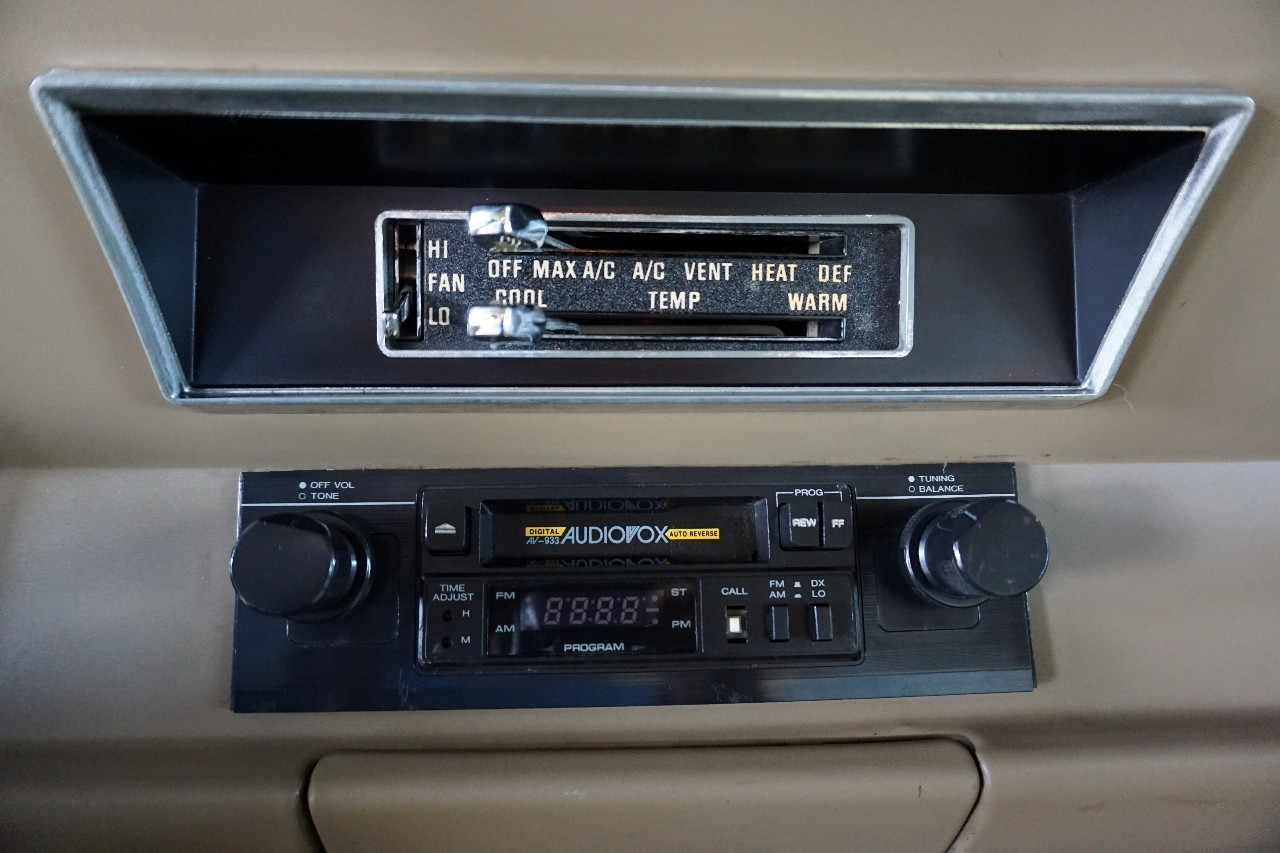 HI
FAN
LO
OFF MAX A/C A/C VENT HEAT DEF
COOL TEMP WARM
OFF VOL
TONE
TUNING
BALANCE
PROG
REW FF
DIGITAL
AV-933
AUDIOVOX
AUTO REVERSE
TIME
ADJUST
H
M
FM
AM
ST
PM
PROGRAM
CALL
FM DX
AM LO